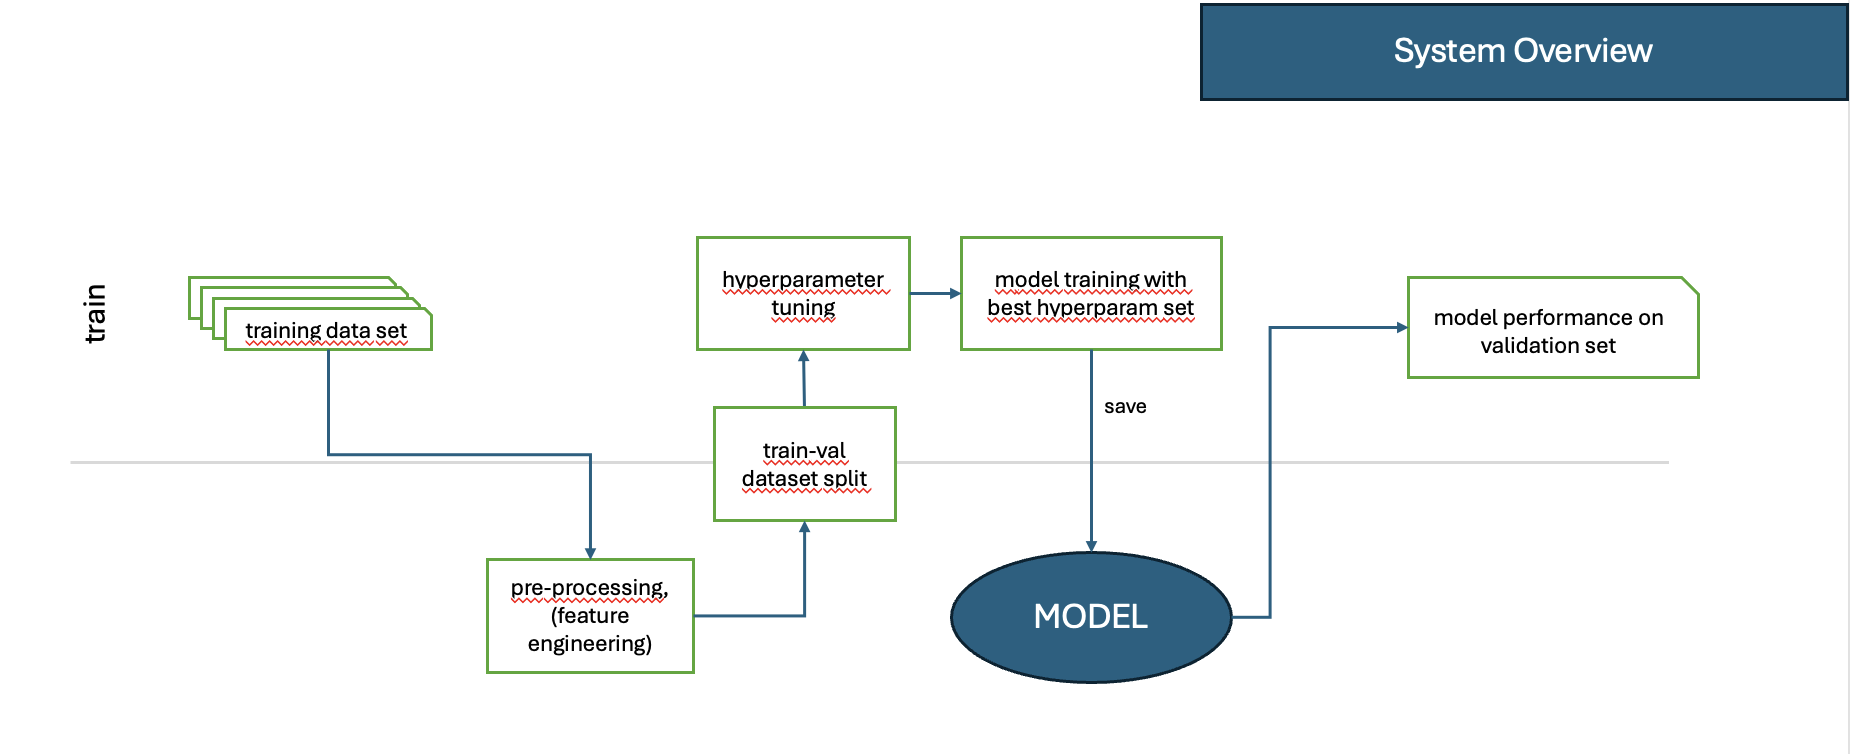 System Overview
train
training data set
hyperparameter
tuning
model training with
best hyperparam set
model performance on
validation set
save
train-val
dataset split
pre-processing,
(feature
engineering)
MODEL